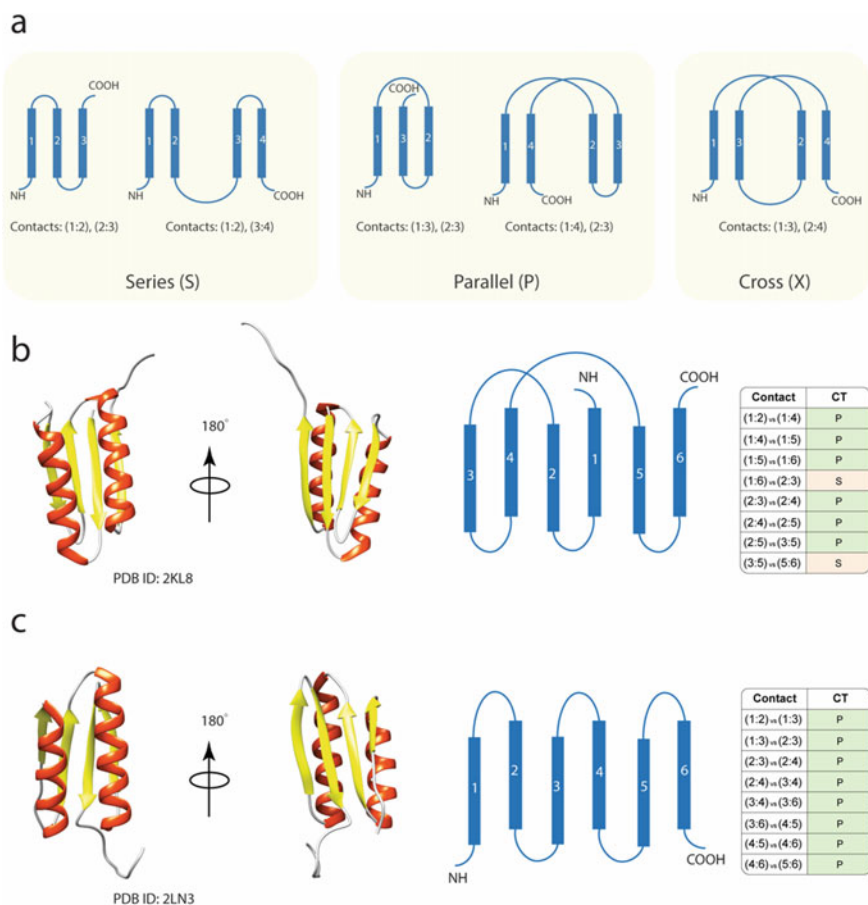 a
COOH
1 2 3
NH
Contacts: (1:2), (2:3)
1 2 3 4
NH
COOH
Contacts: (1:2), (3:4)
Series (S)
COOH
1 3 2
NH
Contacts: (1:3), (2:3)
1 4 2 3
NH
COOH
Contacts: (1:4), (2:3)
Parallel (P)
1 3 2 4
NH
COOH
Contacts: (1:3), (2:4)
Cross (X)
b
180°
PDB ID: 2KL8
NH
COOH
3 4 2 1 5 6
Contact CT
(1:2) vs (1:4) P
(1:4) vs (1:5) P
(1:5) vs (1:6) P
(1:6) vs (2:3) S
(2:3) vs (2:4) P
(2:4) vs (2:5) P
(2:5) vs (3:5) P
(3:5) vs (5:6) S
c
180°
PDB ID: 2LN3
1 2 3 4 5 6
NH
COOH
Contact CT
(1:2) vs (1:3) P
(1:3) vs (2:3) P
(2:3) vs (2:4) P
(2:4) vs (3:4) P
(3:4) vs (3:6) P
(3:6) vs (4:5) P
(4:5) vs (4:6) P
(4:6) vs (5:6) P